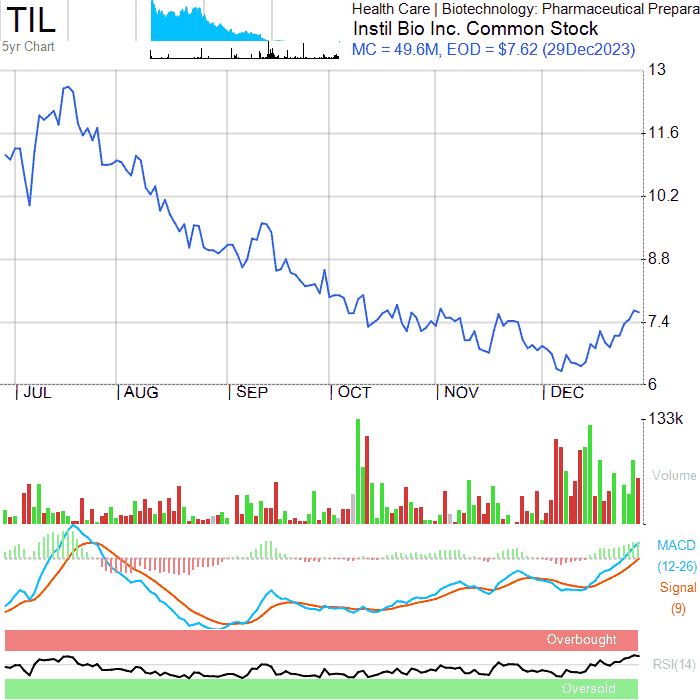 TIL
5yr Chart
Health Care | Biotechnology: Pharmaceutical Prepara
Instil Bio Inc. Common Stock
MC = 49.6M, EOD = $7.62 (29Dec2023)
13
11.6
10.2
8.8
7.4
6
| JUL | AUG | SEP | OCT | NOV | DEC
133k
Volume
MACD
(12-26)
Signal
(9)
Overbought
RSI(14)
Oversold